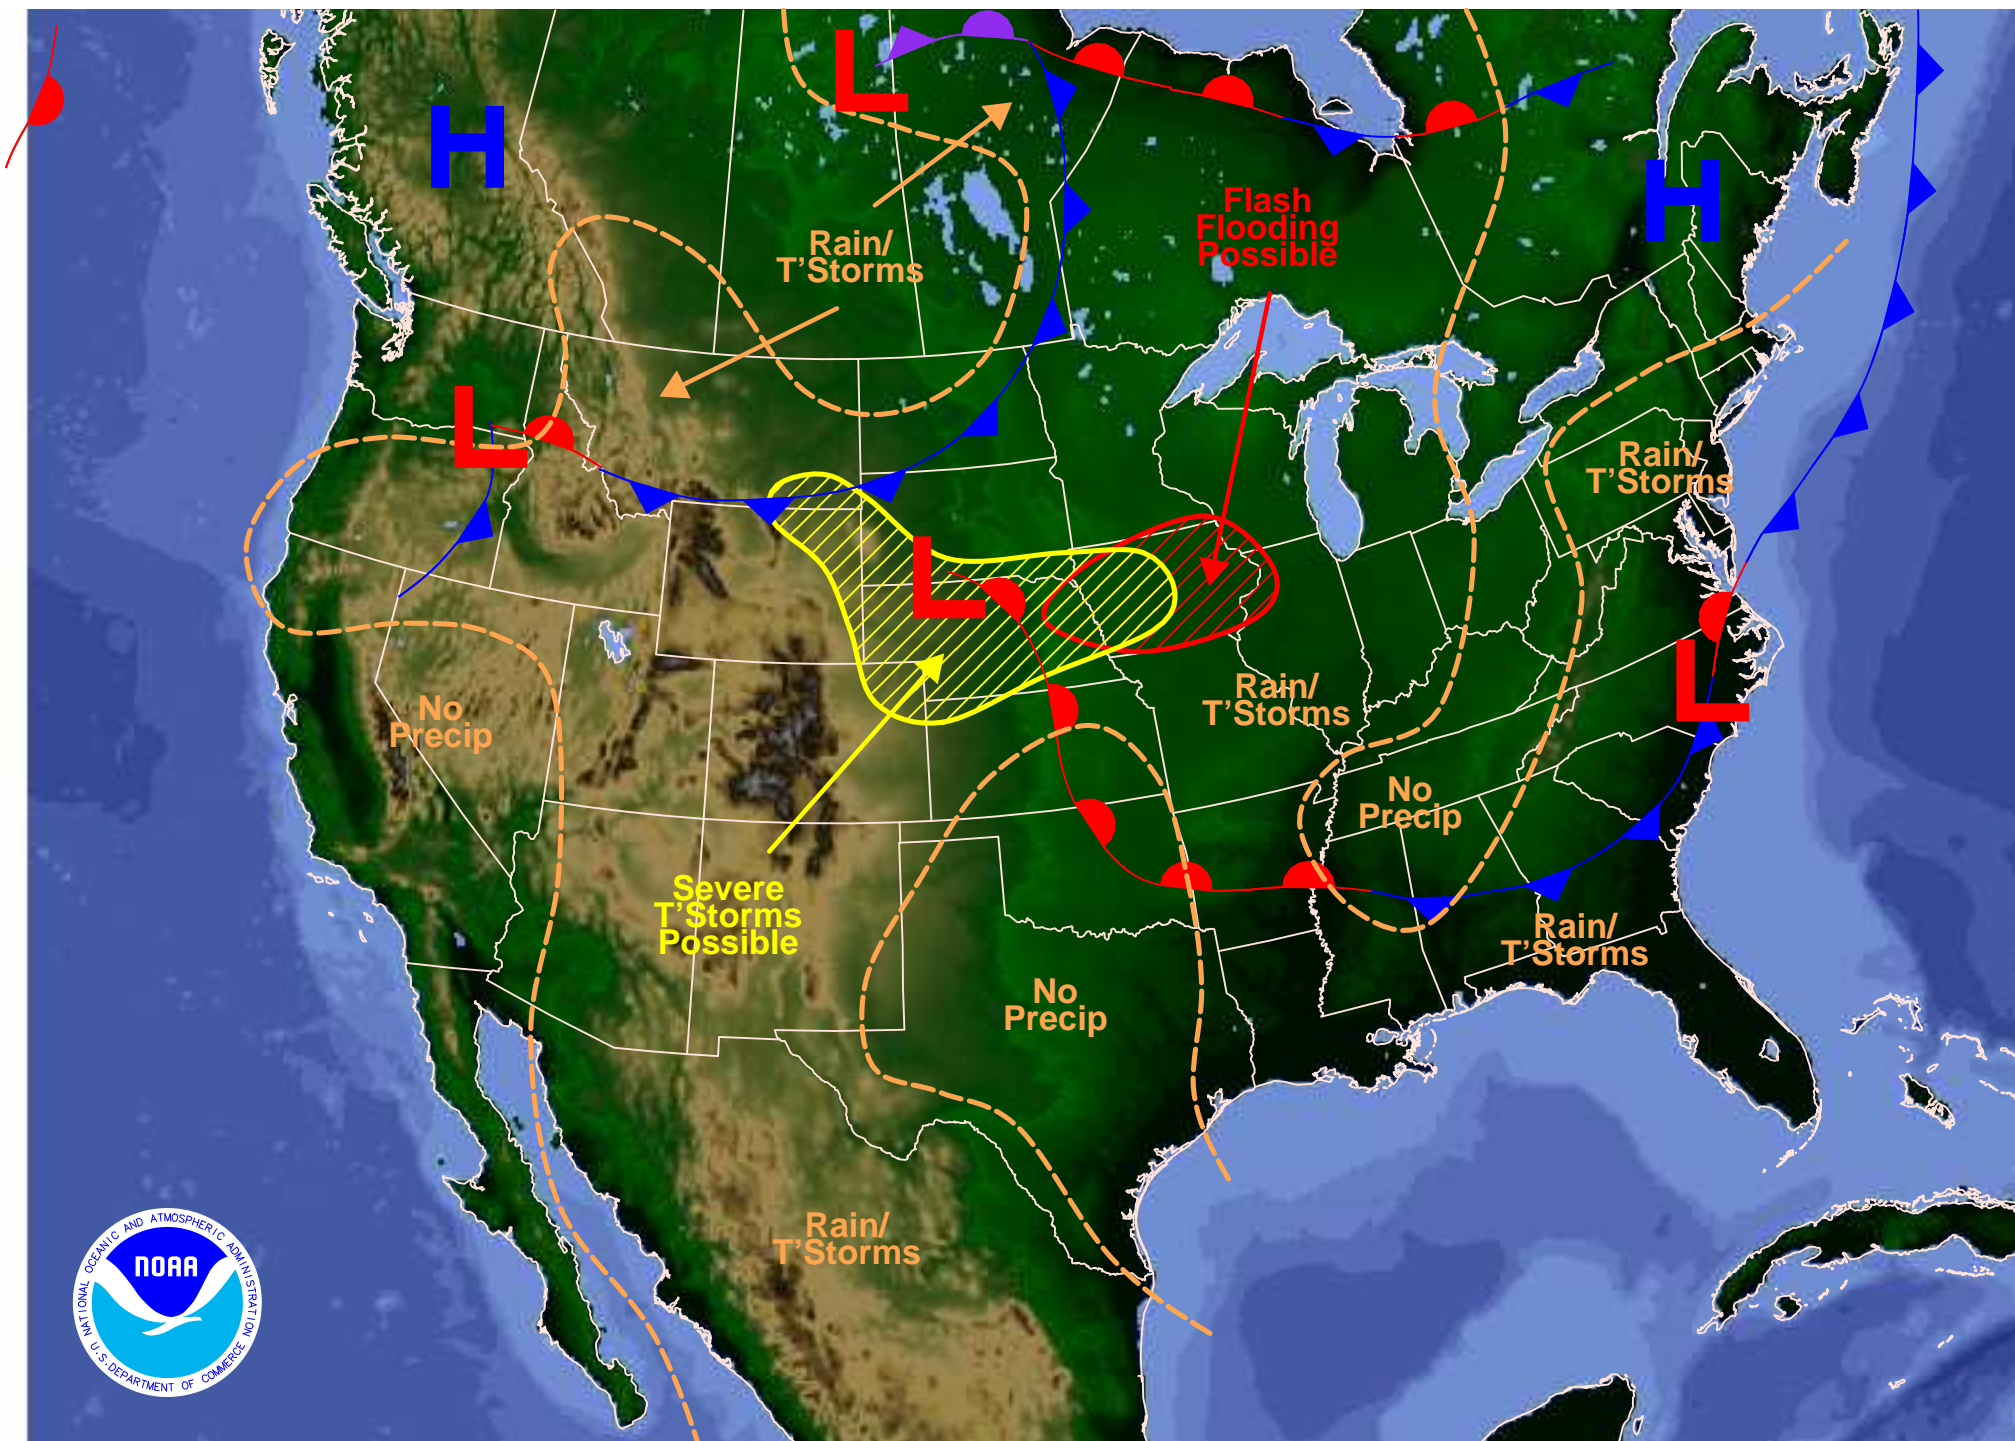 L
H
H
Flash
Flooding
Possible
Rain/
T'Storms
L
Rain/
T'Storms
L
L
Rain/
T'Storms
No
Precip
No
Precip
Severe
T'Storms
Possible
Rain/
T'Storms
No
Precip
Rain/
T'Storms
NATIONAL OCEANIC AND ATMOSPHERIC ADMINISTRATION
NOAA
U.S. DEPARTMENT OF COMMERCE